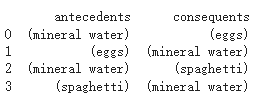 antecedents consequents
0 (mineral water) (eggs)
1 (eggs) (mineral water)
2 (mineral water) (spaghetti)
3 (spaghetti) (mineral water)